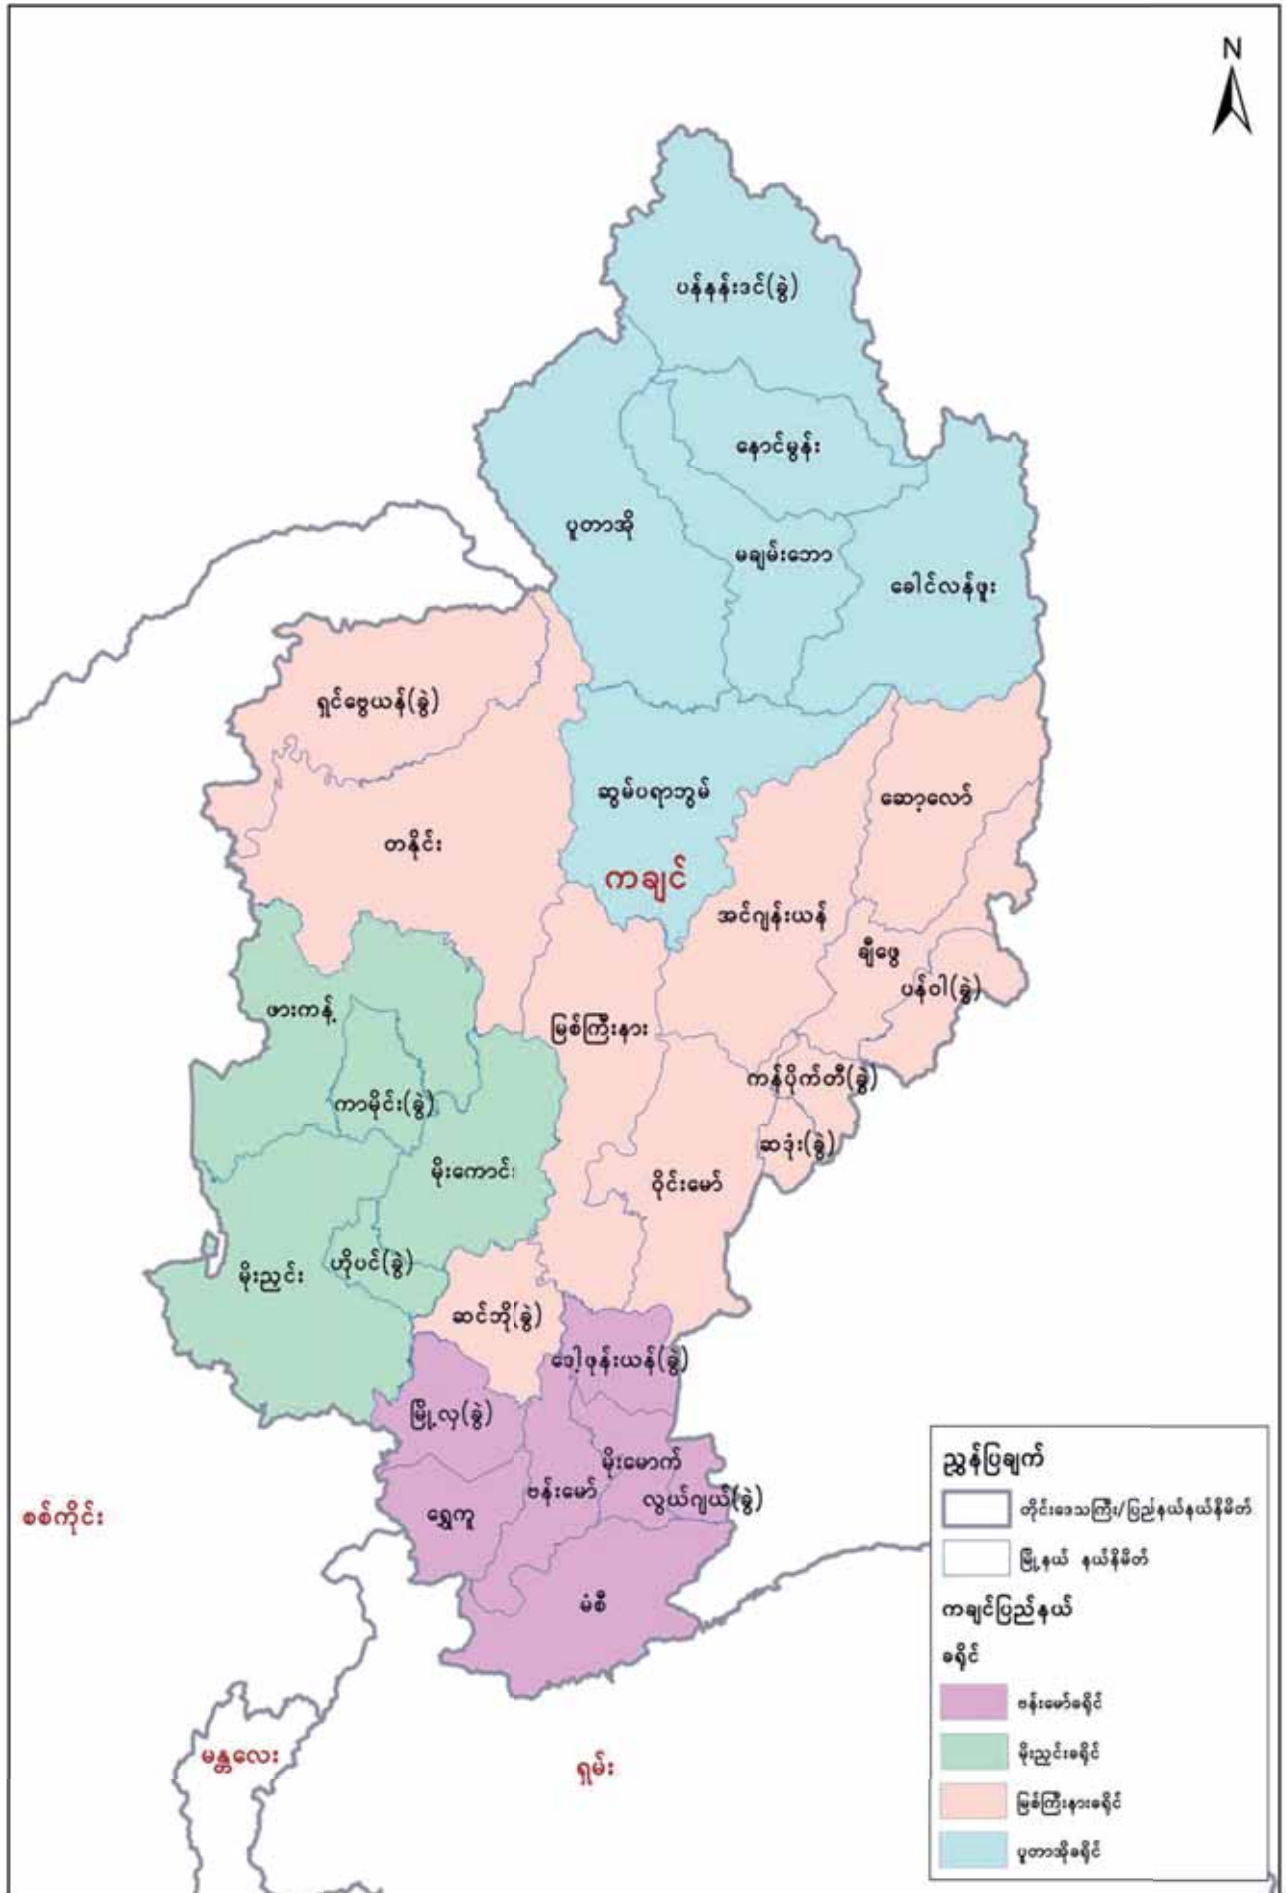 N
ပန်နန်းဒင်(ခွဲ)
နောင်မွန်း
ပူတာအို
မချမ်းဘော
ခေါင်လန်ဖူး
ရှင်ဗွေယန်(ခွဲ)
ဆွမ်ပရာဘွမ်
ဆော့လော်
တနိုင်း
ကချင်
အင်ဂျန်းယန်
ချီဖွေ
ပန်ဝါ(ခွဲ)
ဖားကန့်
မြစ်ကြီးနား
ကန်ပိုက်တီ(ခွဲ)
ကာမိုင်း(ခွဲ)
ဆဒုံး(ခွဲ)
မိုးကောင်း
ဝိုင်းမော်
ဟိုပင်(ခွဲ)
မိုးညှင်း
ဆင်ဘို(ခွဲ)
ဒေါ့ဖုန်းယန်(ခွဲ)
မြို့လှ(ခွဲ)
မိုးမောက်
ဗန်းမော်
လွယ်ဂျယ်(ခွဲ)
ရွှေကူ
မံစီ
စစ်ကိုင်း
မန္တလေး
ရှမ်း
ညွှန်ပြချက်
တိုင်းဒေသကြီး/ပြည်နယ်နယ်နိမိတ်
မြို့နယ် နယ်နိမိတ်
ကချင်ပြည်နယ်
ခရိုင်
ဗန်းမော်ခရိုင်
မိုးညှင်းခရိုင်
မြစ်ကြီးနားခရိုင်
ပူတာအိုခရိုင်